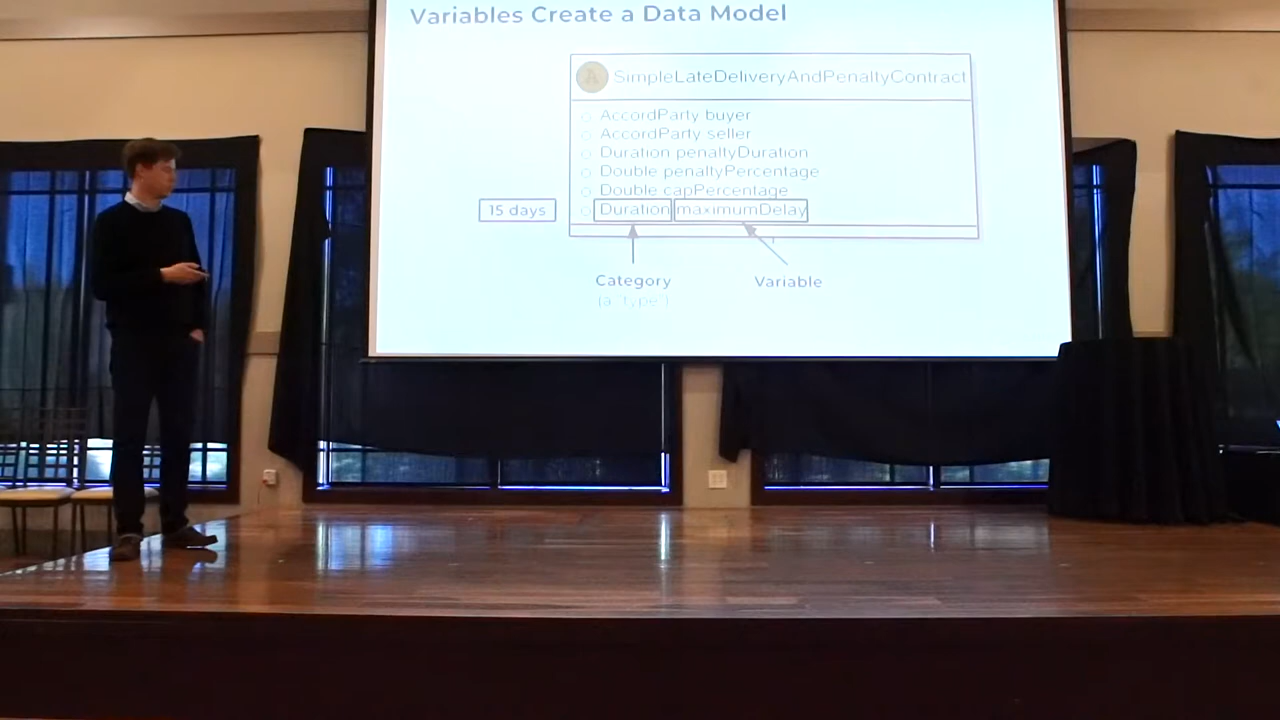 Variables Create a Data Model
A SimpleLateDeliveryAndPenaltyContract
AccordParty buyer
AccordParty seller
Duration penaltyDuration
Double penaltyPercentage
Double capPercentage
15 days Duration maximumDelay
Category Variable
(a "type")